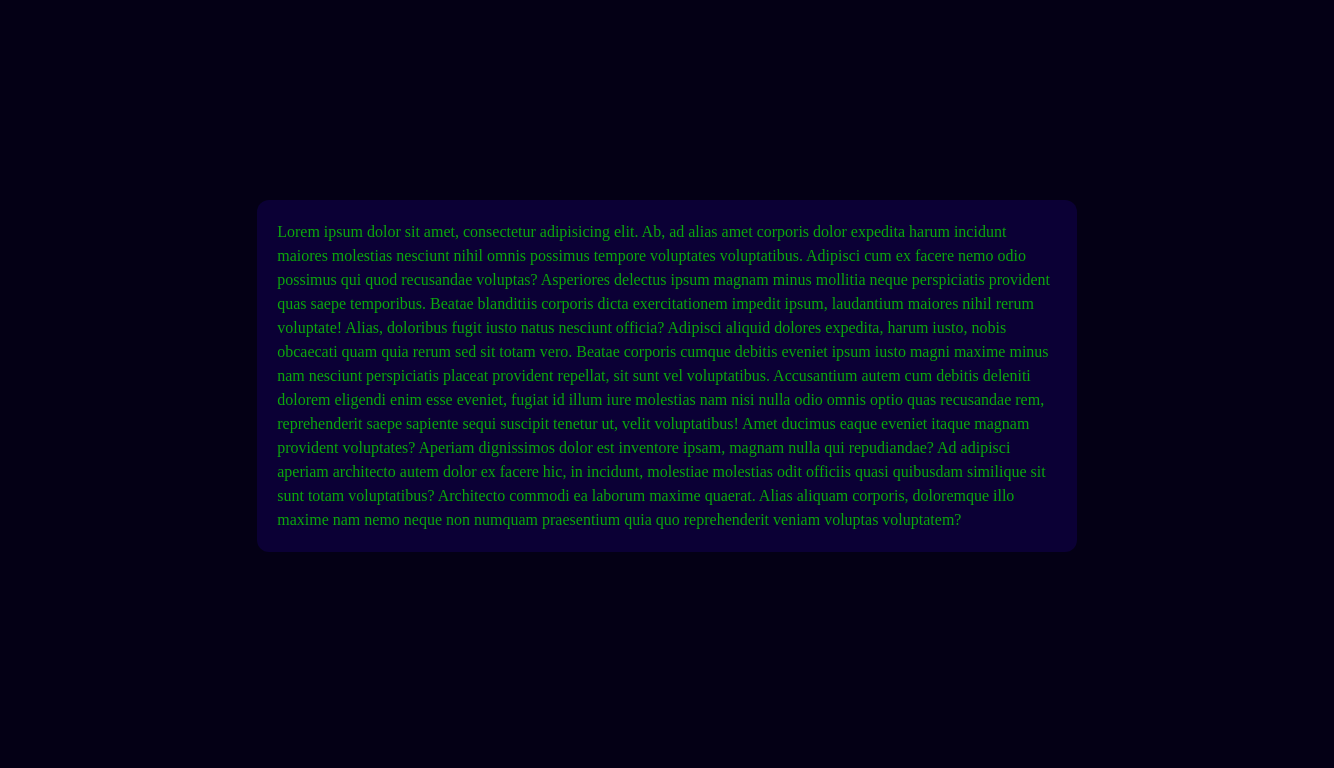 Lorem ipsum dolor sit amet, consectetur adipisicing elit. Ab, ad alias amet corporis dolor expedita harum incidunt
maiores molestias nesciunt nihil omnis possimus tempore voluptates voluptatibus. Adipisci cum ex facere nemo odio
possimus qui quod recusandae voluptas? Asperiores delectus ipsum magnam minus mollitia neque perspiciatis provident
quas saepe temporibus. Beatae blanditiis corporis dicta exercitationem impedit ipsum, laudantium maiores nihil rerum
voluptate! Alias, doloribus fugit iusto natus nesciunt officia? Adipisci aliquid dolores expedita, harum iusto, nobis
obcaecati quam quia rerum sed sit totam vero. Beatae corporis cumque debitis eveniet ipsum iusto magni maxime minus
nam nesciunt perspiciatis placeat provident repellat, sit sunt vel voluptatibus. Accusantium autem cum debitis deleniti
dolorem eligendi enim esse eveniet, fugiat id illum iure molestias nam nisi nulla odio omnis optio quas recusandae rem,
reprehenderit saepe sapiente sequi suscipit tenetur ut, velit voluptatibus! Amet ducimus eaque eveniet itaque magnam
provident voluptates? Aperiam dignissimos dolor est inventore ipsam, magnam nulla qui repudiandae? Ad adipisci
aperiam architecto autem dolor ex facere hic, in incidunt, molestiae molestias odit officiis quasi quibusdam similique sit
sunt totam voluptatibus? Architecto commodi ea laborum maxime quaerat. Alias aliquam corporis, doloremque illo
maxime nam nemo neque non numquam praesentium quia quo reprehenderit veniam voluptas voluptatem?